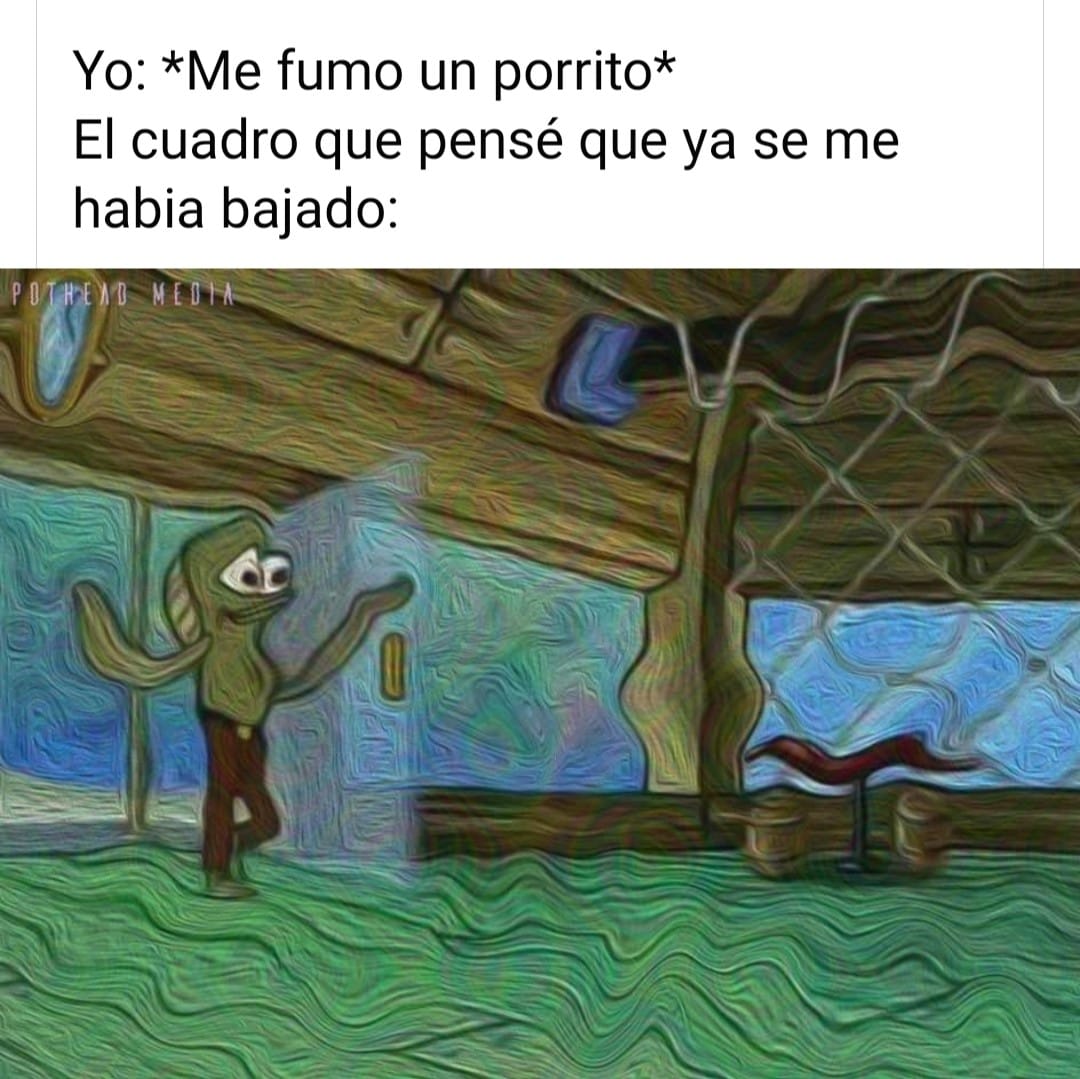 Yo: *Me fumo un porrito*
El cuadro que pensé que ya se me
habia bajado:
POTHEAD MEDIA